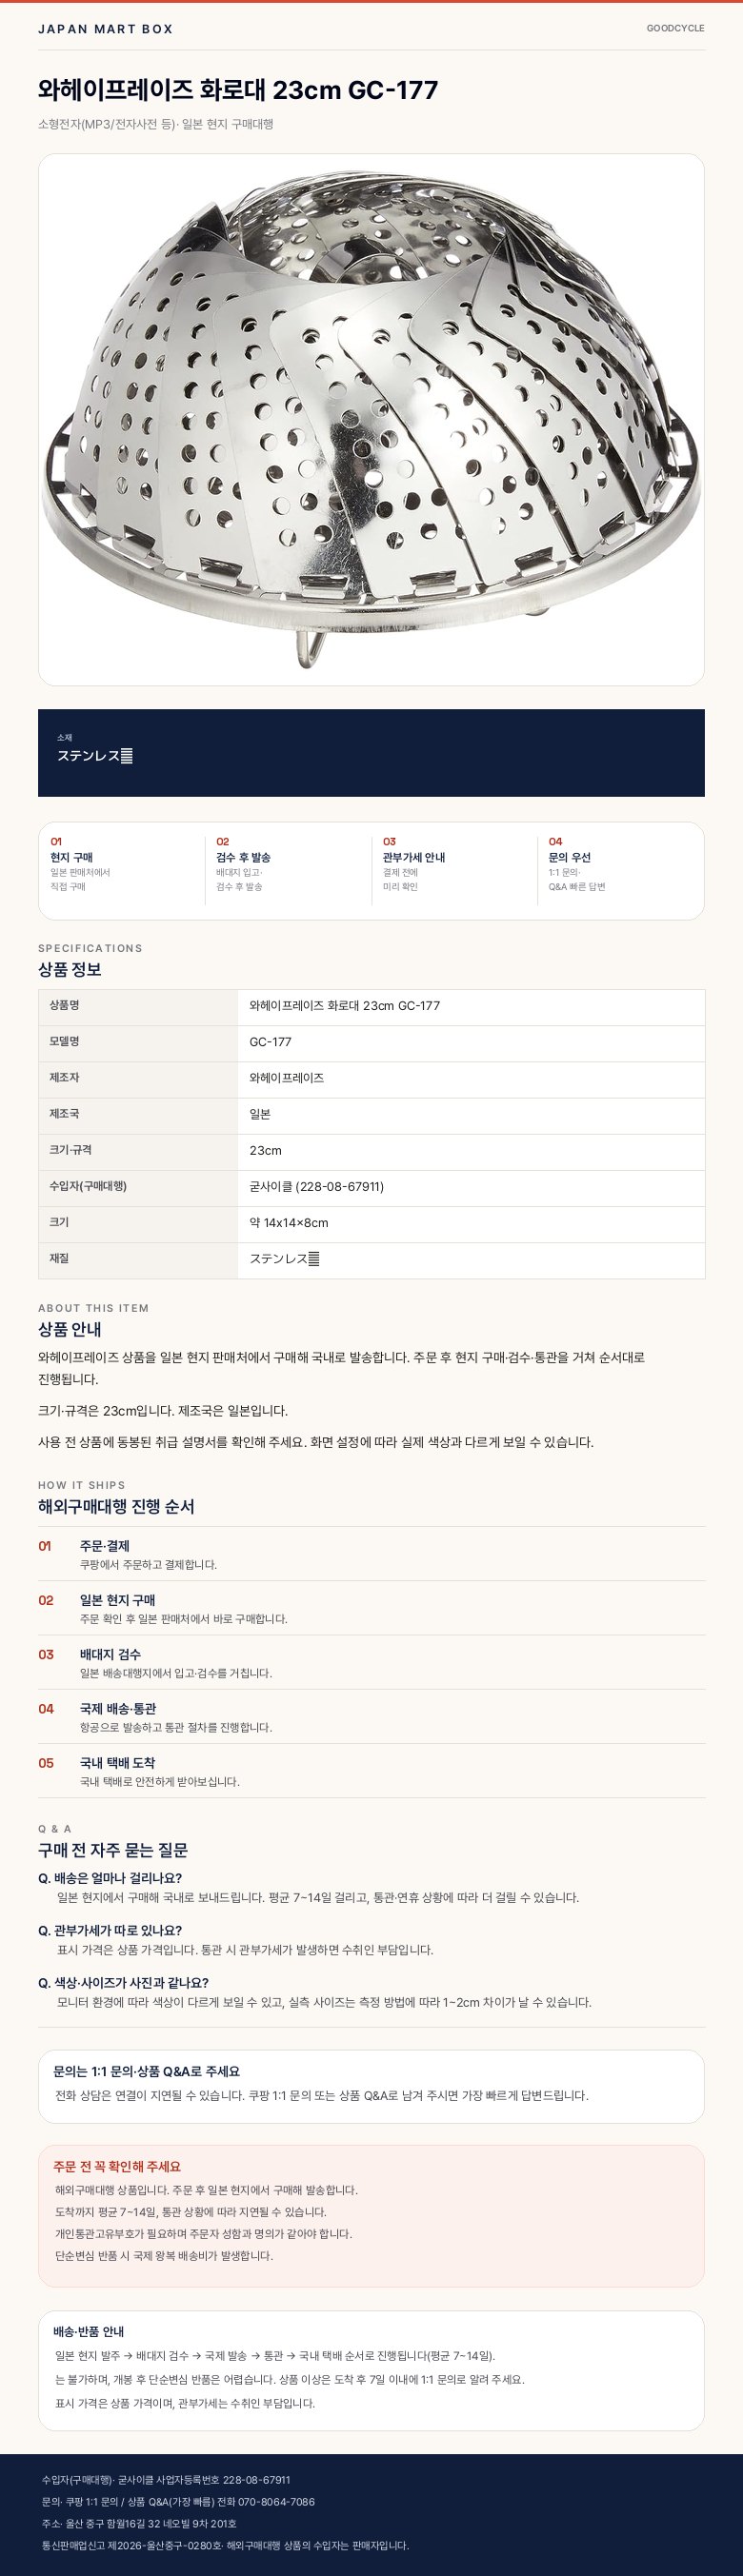 JAPAN MART BOX
GOODCYCLE
와헤이프레이즈 화로대 23cm GC-177
소형전자(MP3/전자사전 등)· 일본 현지 구매대행
소재
ステンレス
01
현지 구매
일본 판매처에서
직접 구매
02
검수 후 발송
배대지 입고·
검수 후 발송
03
관부가세 안내
결제 전에
미리 확인
04
문의 우선
1:1 문의·
Q&A 빠른 답변
SPECIFICATIONS
상품 정보
상품명 와헤이프레이즈 화로대 23cm GC-177
모델명 GC-177
제조자 와헤이프레이즈
제조국 일본
크기·규격 23cm
수입자(구매대행) 굳사이클 (228-08-67911)
크기 약 14x14×8cm
재질 ステンレス
ABOUT THIS ITEM
상품 안내
와헤이프레이즈 상품을 일본 현지 판매처에서 구매해 국내로 발송합니다. 주문 후 현지 구매·검수·통관을 거쳐 순서대로
진행됩니다.
크기·규격은 23cm입니다. 제조국은 일본입니다.
사용 전 상품에 동봉된 취급 설명서를 확인해 주세요. 화면 설정에 따라 실제 색상과 다르게 보일 수 있습니다.
HOW IT SHIPS
해외구매대행 진행 순서
01 주문·결제
쿠팡에서 주문하고 결제합니다.
02 일본 현지 구매
주문 확인 후 일본 판매처에서 바로 구매합니다.
03 배대지 검수
일본 배송대행지에서 입고·검수를 거칩니다.
04 국제 배송·통관
항공으로 발송하고 통관 절차를 진행합니다.
05 국내 택배 도착
국내 택배로 안전하게 받아보십니다.
Q & A
구매 전 자주 묻는 질문
Q. 배송은 얼마나 걸리나요?
일본 현지에서 구매해 국내로 보내드립니다. 평균 7~14일 걸리고, 통관·연휴 상황에 따라 더 걸릴 수 있습니다.
Q. 관부가세가 따로 있나요?
표시 가격은 상품 가격입니다. 통관 시 관부가세가 발생하면 수취인 부담입니다.
Q. 색상·사이즈가 사진과 같나요?
모니터 환경에 따라 색상이 다르게 보일 수 있고, 실측 사이즈는 측정 방법에 따라 1~2cm 차이가 날 수 있습니다.
문의는 1:1 문의·상품 Q&A로 주세요
전화 상담은 연결이 지연될 수 있습니다. 쿠팡 1:1 문의 또는 상품 Q&A로 남겨 주시면 가장 빠르게 답변드립니다.
주문 전 꼭 확인해 주세요
해외구매대행 상품입니다. 주문 후 일본 현지에서 구매해 발송합니다.
도착까지 평균 7~14일, 통관 상황에 따라 지연될 수 있습니다.
개인통관고유부호가 필요하며 주문자 성함과 명의가 같아야 합니다.
단순변심 반품 시 국제 왕복 배송비가 발생합니다.
배송·반품 안내
일본 현지 발주 → 배대지 검수 → 국제 발송 → 통관 → 국내 택배 순서로 진행됩니다(평균 7~14일).
는 불가하며, 개봉 후 단순변심 반품은 어렵습니다. 상품 이상은 도착 후 7일 이내에 1:1 문의로 알려 주세요.
표시 가격은 상품 가격이며, 관부가세는 수취인 부담입니다.
수입자(구매대행)· 굳사이클 사업자등록번호 228-08-67911
문의· 쿠팡 1:1 문의 / 상품 Q&A(가장 빠름) 전화 070-8064-7086
주소· 울산 중구 함월16길 32 네오빌 9차 201호
통신판매업신고 제2026-울산중구-0280호· 해외구매대행 상품의 수입자는 판매자입니다.